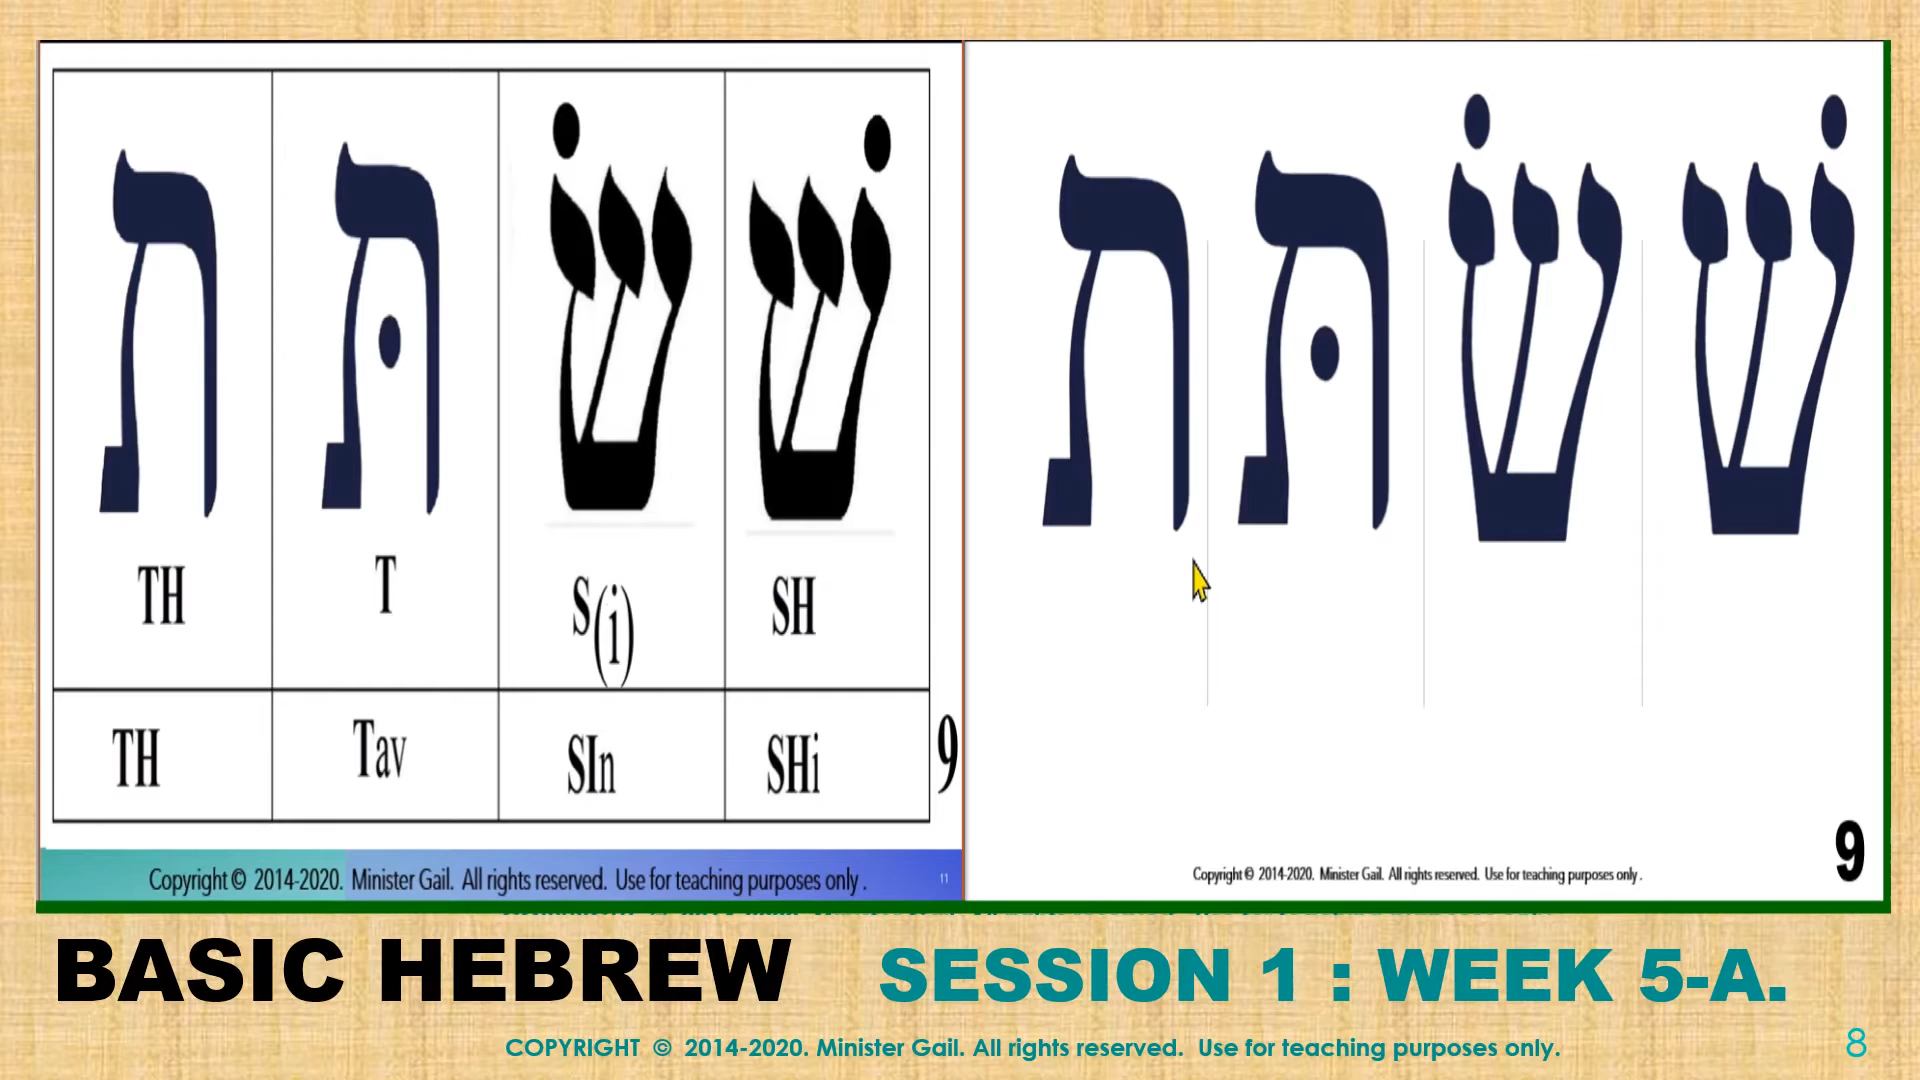 ת תּ שׂ שׁ
TH T S(i) SH
TH Tav SIn SHi 9
Copyright © 2014-2020. Minister Gail. All rights reserved. Use for teaching purposes only. 11
ת תּ שׂ שׁ
9
Copyright © 2014-2020. Minister Gail. All rights reserved. Use for teaching purposes only.
BASIC HEBREW SESSION 1 : WEEK 5-A.
COPYRIGHT © 2014-2020. Minister Gail. All rights reserved. Use for teaching purposes only. 8